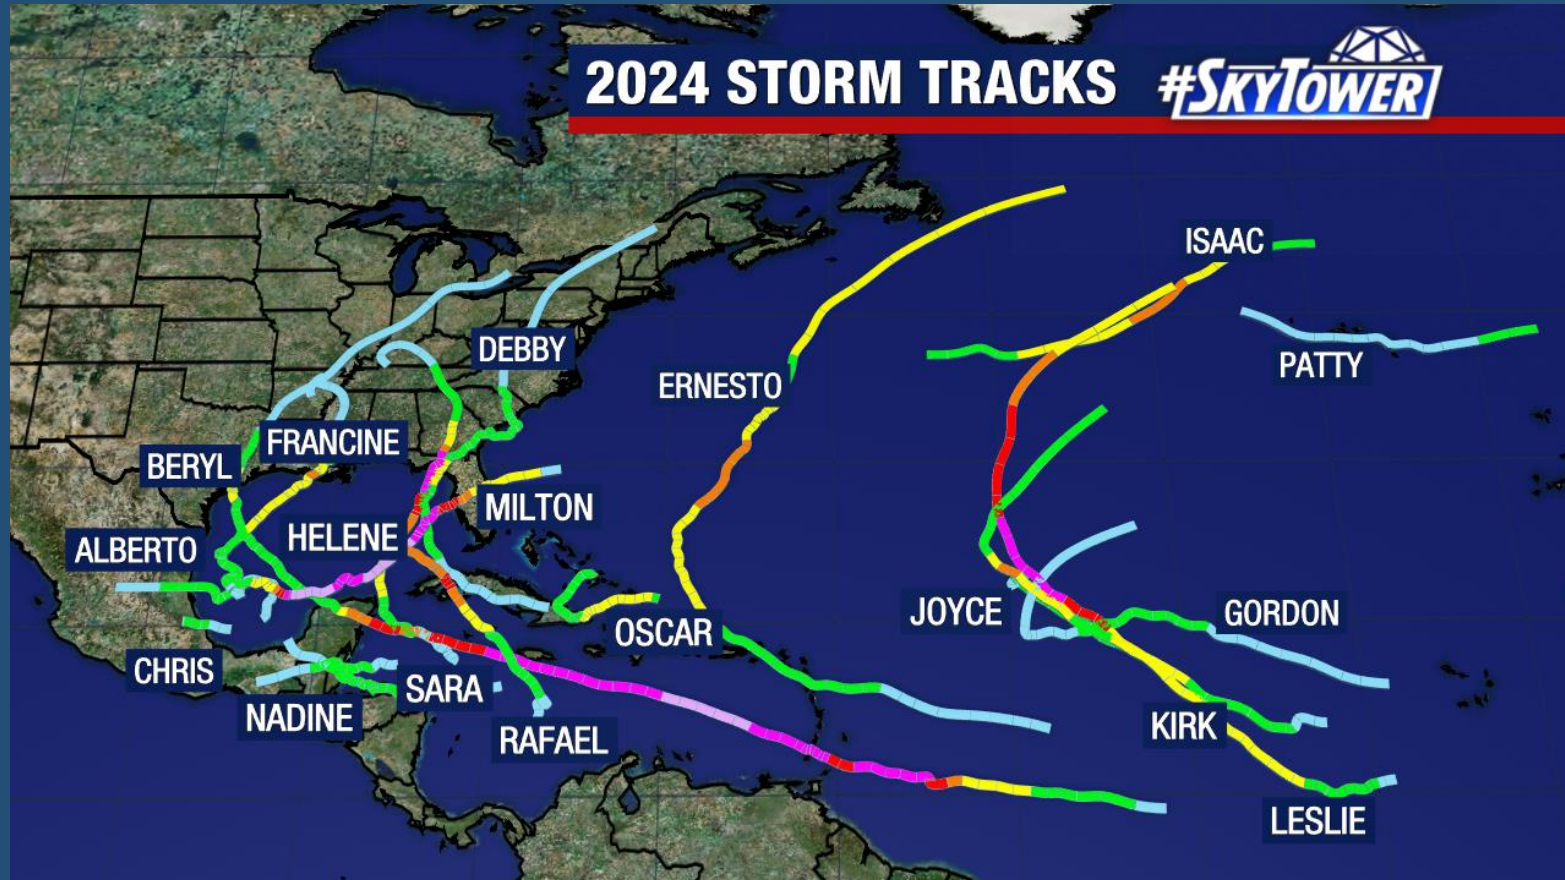 2024 STORM TRACKS
#SKYTOWER
ISAAC
DEBBY
PATTY
ERNESTO
FRANCINE
BERYL
MILTON
HELENE
ALBERTO
JOYCE
GORDON
OSCAR
CHRIS
SARA
NADINE
KIRK
RAFAEL
LESLIE